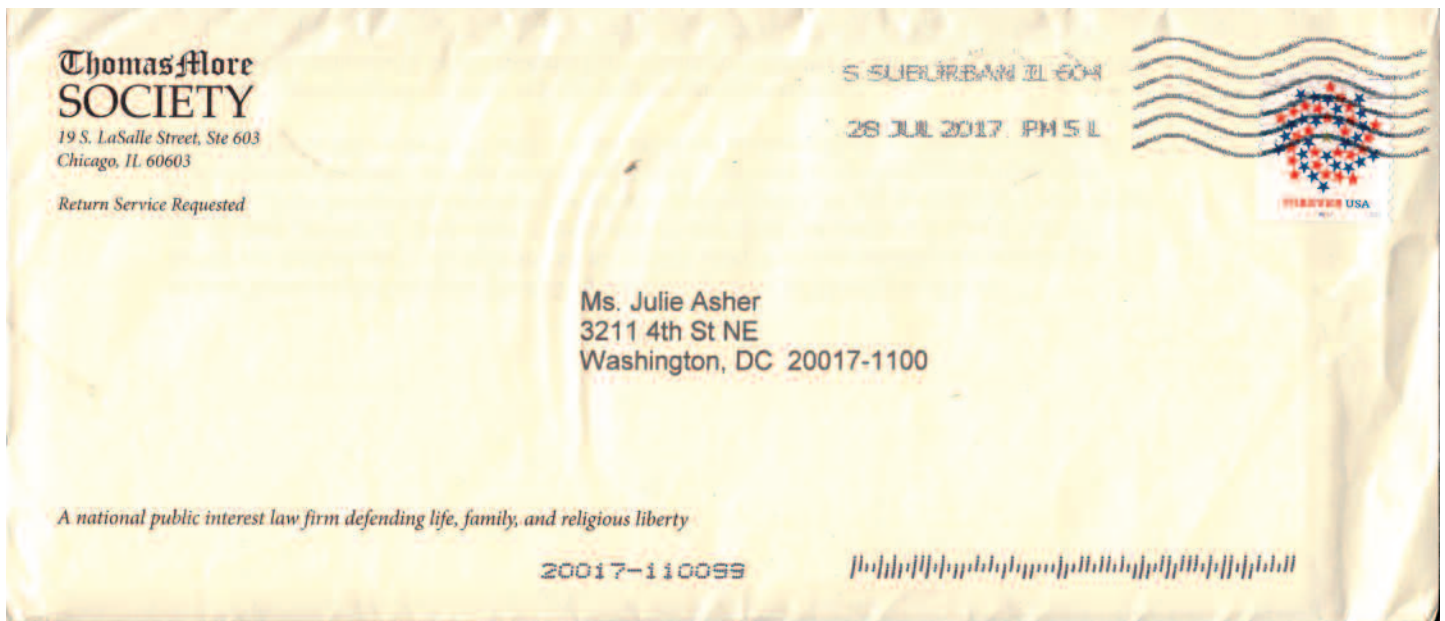 Thomas More
SOCIETY
19 S. LaSalle Street, Ste 603
Chicago, IL 60603
Return Service Requested
S SUBURBAN IL 604
28 JUL 2017 PM 5 L
FOREVER USA
Ms. Julie Asher
3211 4th St NE
Washington, DC 20017-1100
A national public interest law firm defending life, family, and religious liberty
20017-110099